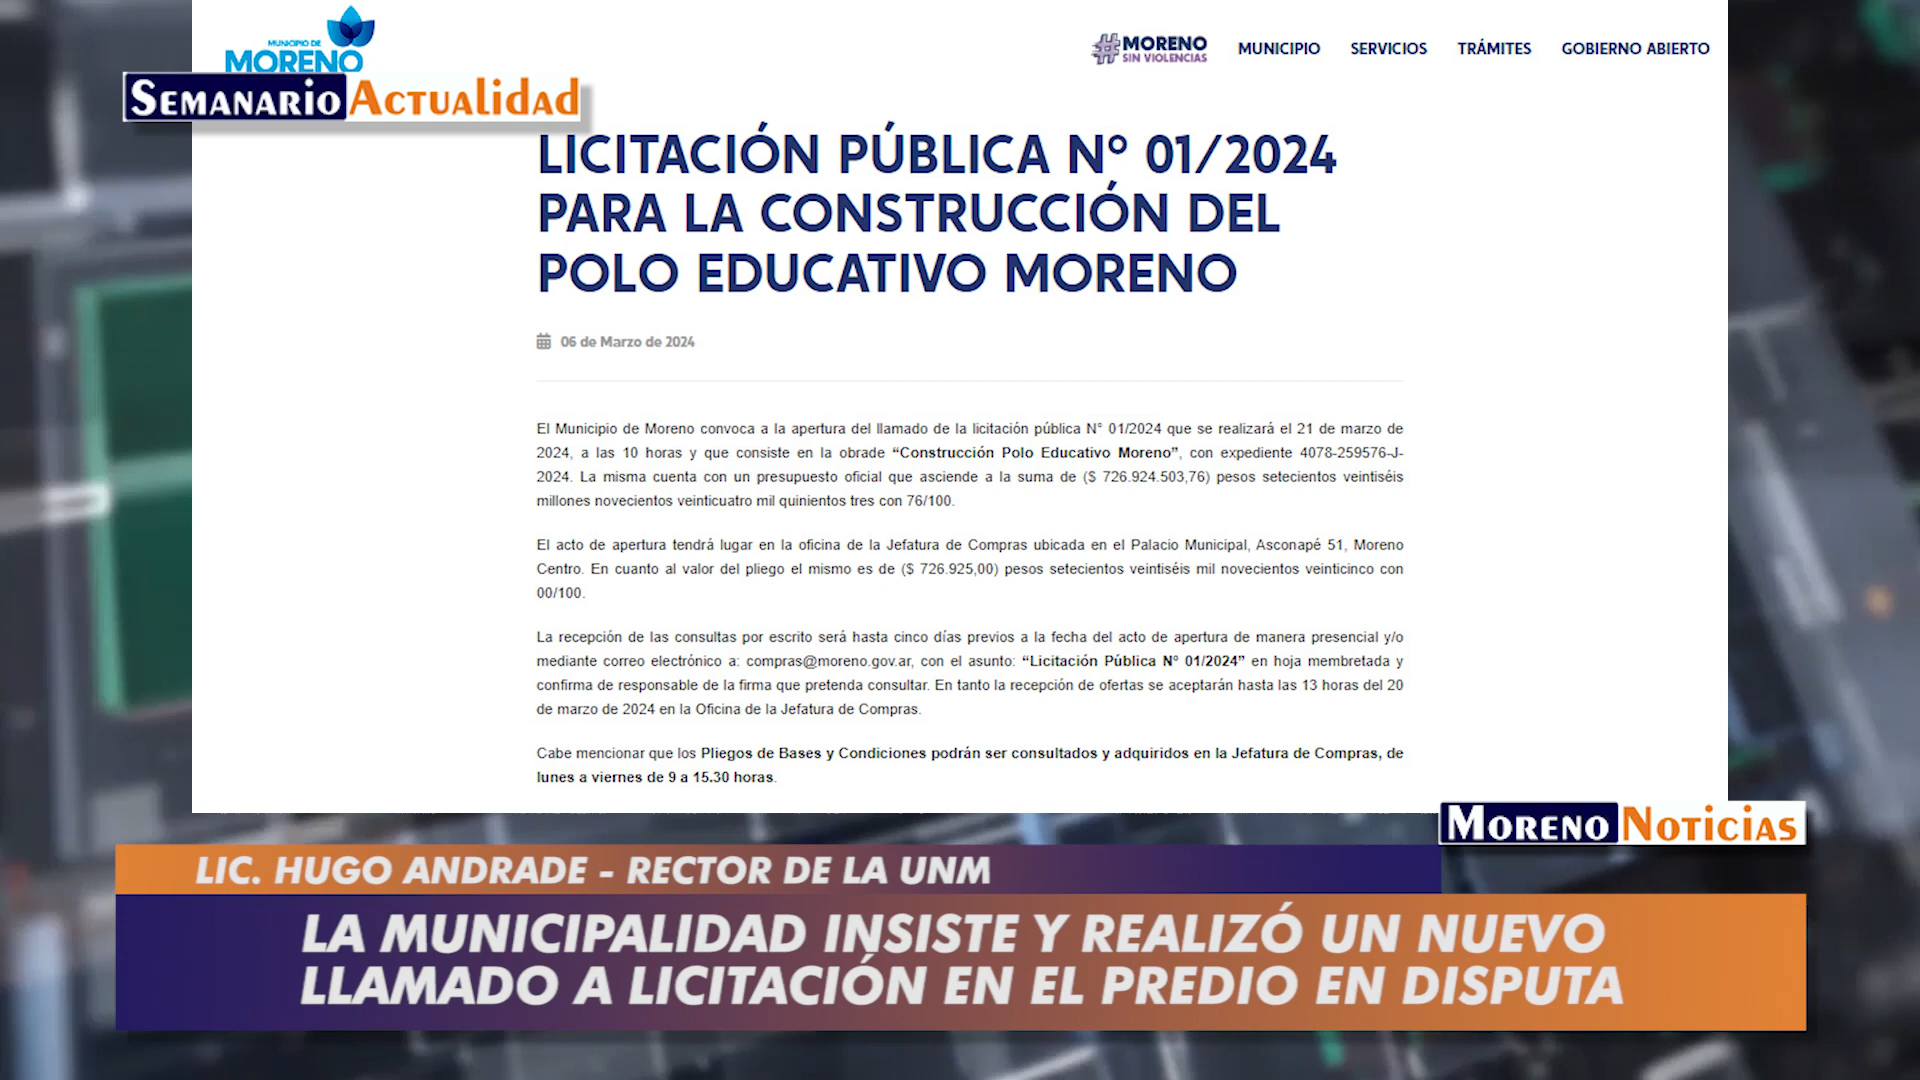 MUNICIPIO DE
MORENO
#MORENO
SIN VIOLENCIAS
MUNICIPIO
SERVICIOS
TRÁMITES
GOBIERNO ABIERTO
SEMANARIO ACTUALIDAD
LICITACIÓN PÚBLICA N° 01/2024
PARA LA CONSTRUCCIÓN DEL
POLO EDUCATIVO MORENO
06 de Marzo de 2024
El Municipio de Moreno convoca a la apertura del llamado de la licitación pública N° 01/2024 que se realizará el 21 de marzo de
2024, a las 10 horas y que consiste en la obrade “Construcción Polo Educativo Moreno”, con expediente 4078-259576-J-
2024. La misma cuenta con un presupuesto oficial que asciende a la suma de ($ 726.924.503,76) pesos setecientos veintiséis
millones novecientos veinticuatro mil quinientos tres con 76/100.
El acto de apertura tendrá lugar en la oficina de la Jefatura de Compras ubicada en el Palacio Municipal, Asconapé 51, Moreno
Centro. En cuanto al valor del pliego el mismo es de ($ 726.925,00) pesos setecientos veintiséis mil novecientos veinticinco con
00/100.
La recepción de las consultas por escrito será hasta cinco días previos a la fecha del acto de apertura de manera presencial y/o
mediante correo electrónico a: compras@moreno.gov.ar, con el asunto: “Licitación Pública N° 01/2024” en hoja membretada y
confirma de responsable de la firma que pretenda consultar. En tanto la recepción de ofertas se aceptarán hasta las 13 horas del 20
de marzo de 2024 en la Oficina de la Jefatura de Compras.
Cabe mencionar que los Pliegos de Bases y Condiciones podrán ser consultados y adquiridos en la Jefatura de Compras, de
lunes a viernes de 9 a 15.30 horas.
MORENO NOTICIAS
LIC. HUGO ANDRADE - RECTOR DE LA UNM
LA MUNICIPALIDAD INSISTE Y REALIZÓ UN NUEVO
LLAMADO A LICITACIÓN EN EL PREDIO EN DISPUTA